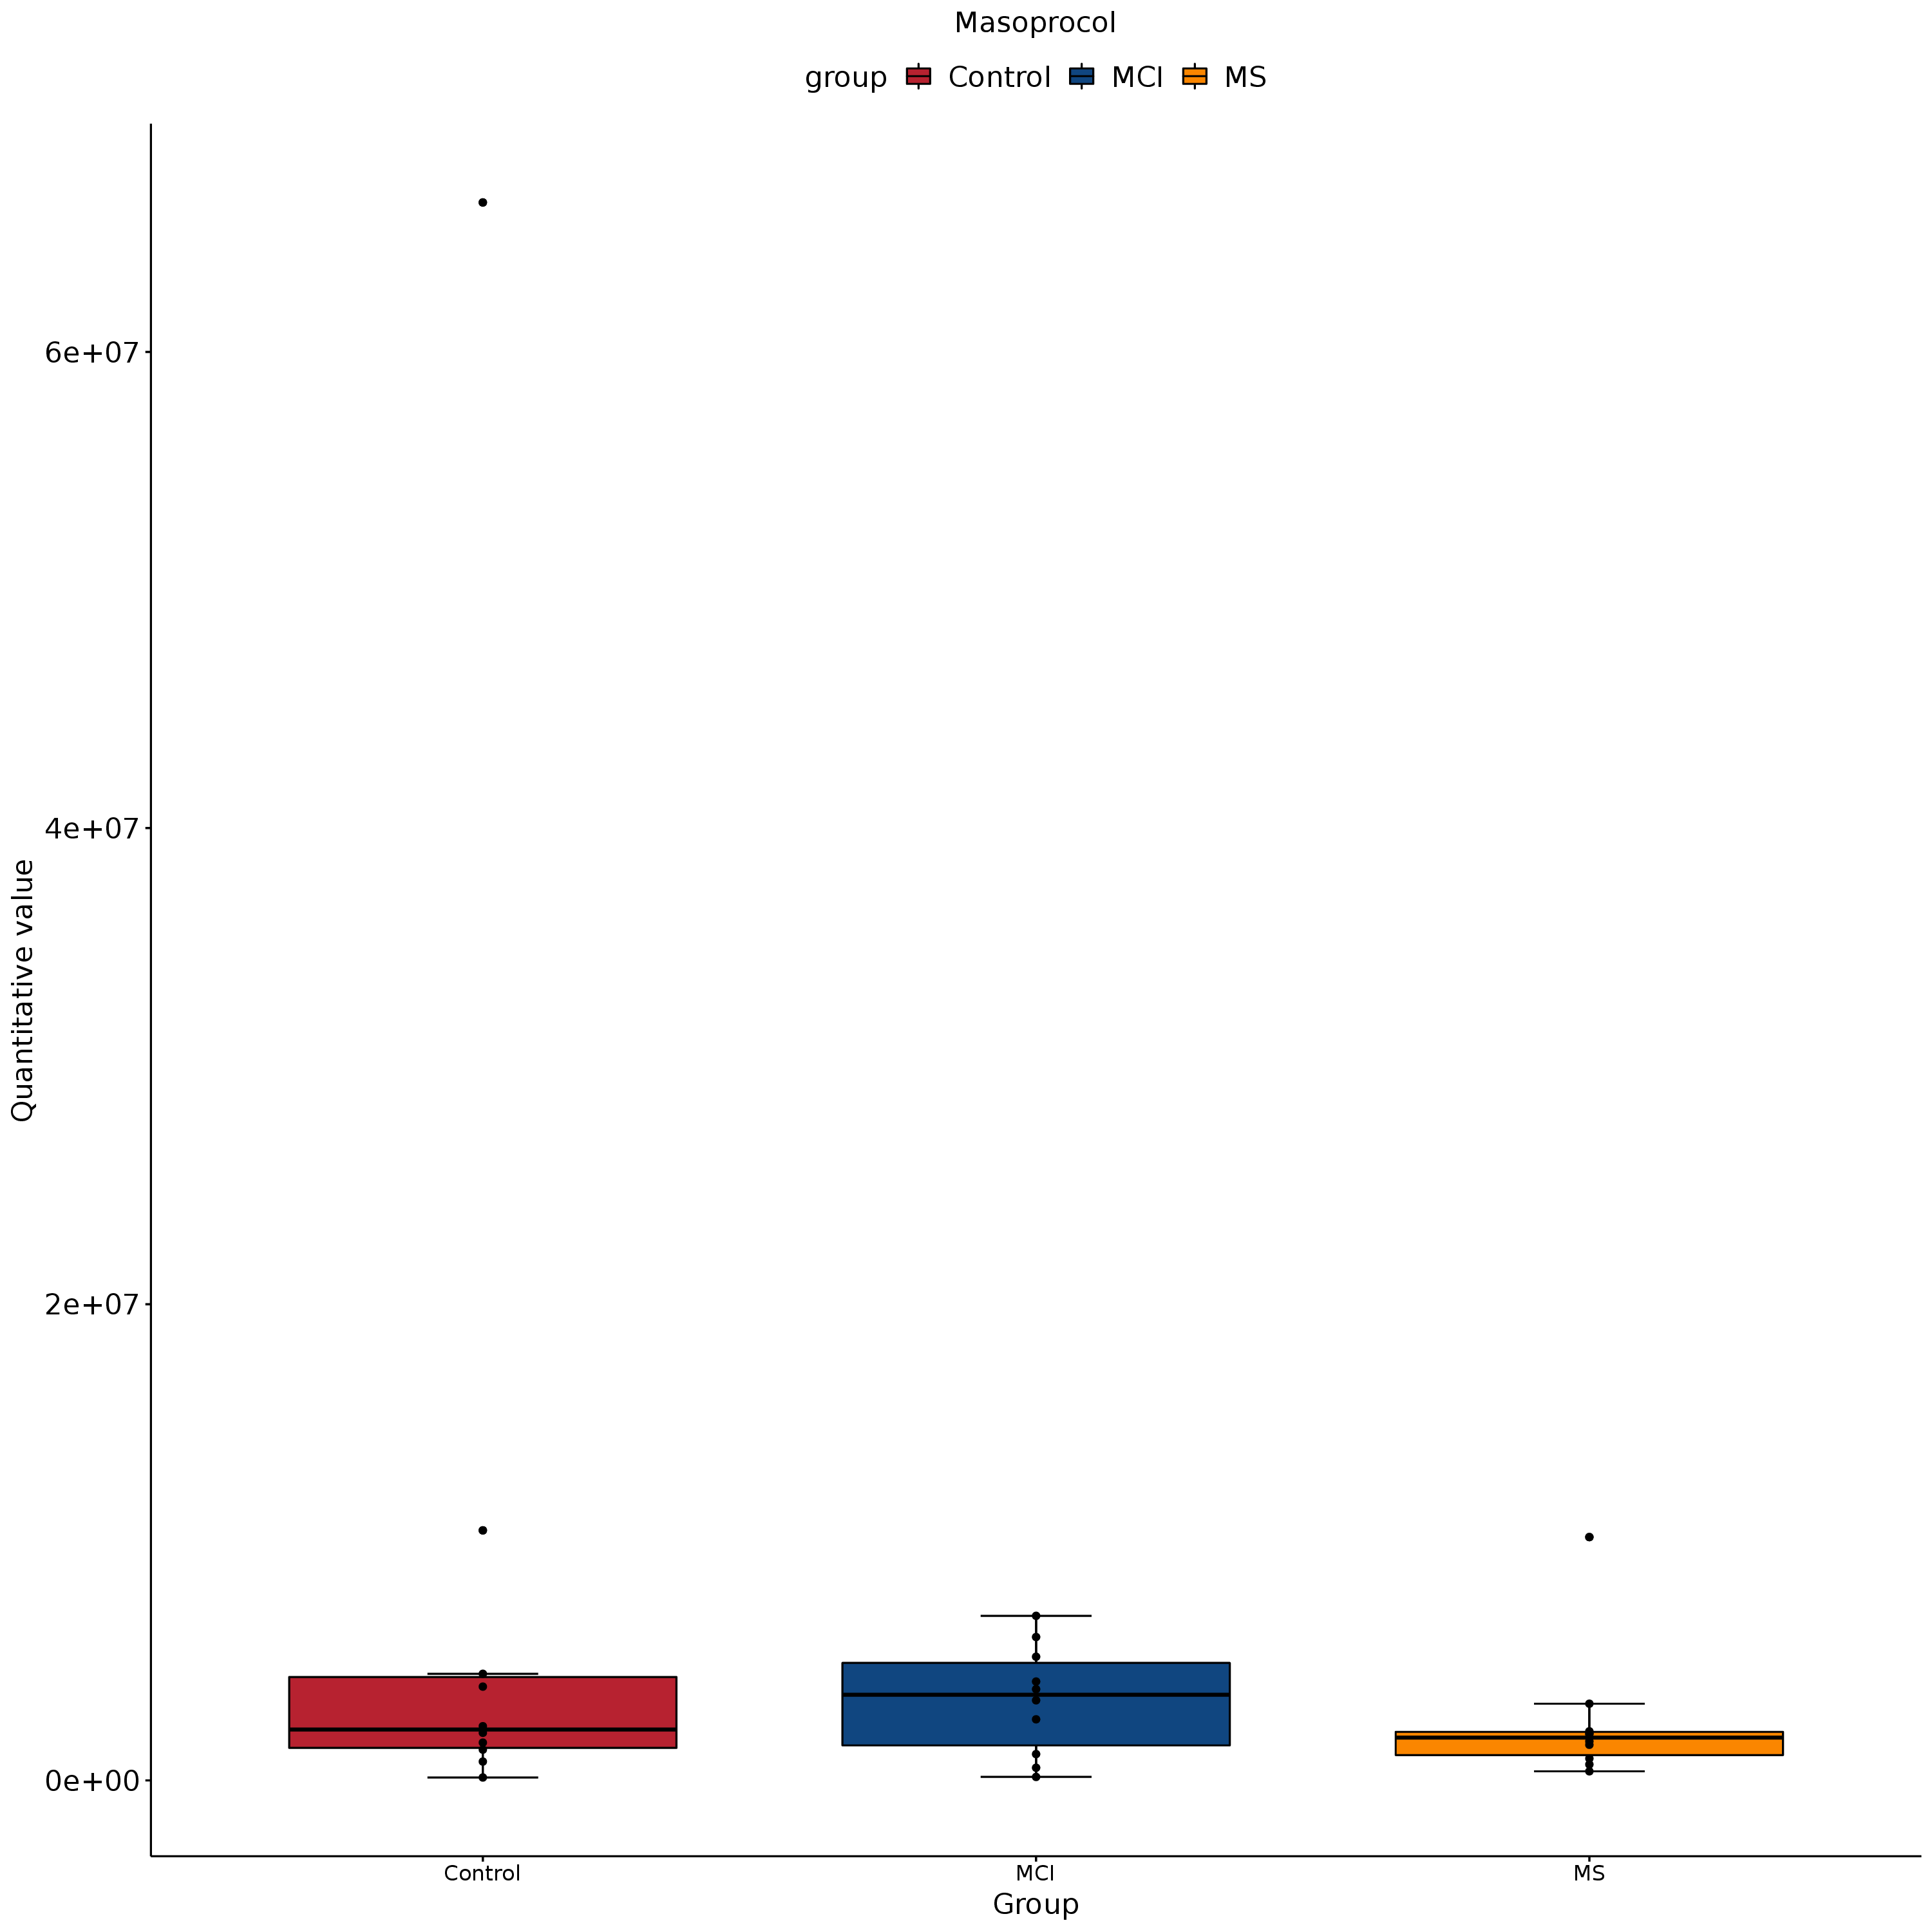 Masoprocol
group Control MCI MS
6e+07
4e+07
2e+07
0e+00
Quantitative value
Control MCI MS
Group